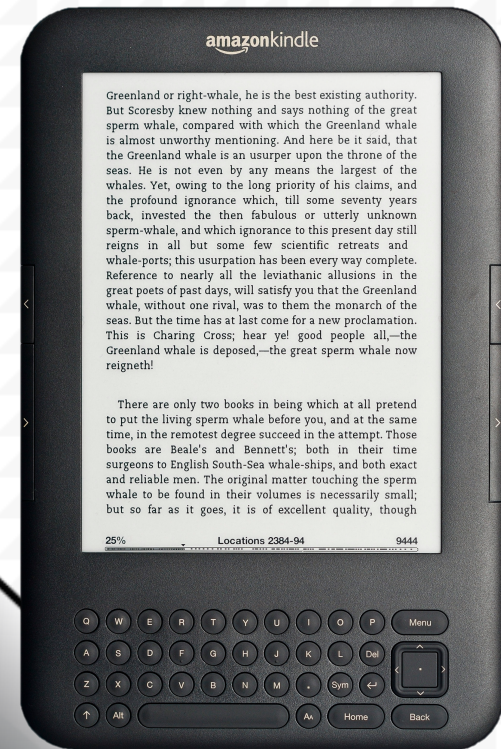 amazonkindle
Greenland or right-whale, he is the best existing authority.
But Scoresby knew nothing and says nothing of the great
sperm whale, compared with which the Greenland whale
is almost unworthy mentioning. And here be it said, that
the Greenland whale is an usurper upon the throne of the
seas. He is not even by any means the largest of the
whales. Yet, owing to the long priority of his claims, and
the profound ignorance which, till some seventy years
back, invested the then fabulous or utterly unknown
sperm-whale, and which ignorance to this present day still
reigns in all but some few scientific retreats and
whale-ports; this usurpation has been every way complete.
Reference to nearly all the leviathanic allusions in the
great poets of past days, will satisfy you that the Greenland
whale, without one rival, was to them the monarch of the
seas. But the time has at last come for a new proclamation.
This is Charing Cross; hear ye! good people all,—the
Greenland whale is deposed,—the great sperm whale now
reigneth!
There are only two books in being which at all pretend
to put the living sperm whale before you, and at the same
time, in the remotest degree succeed in the attempt. Those
books are Beale's and Bennett's; both in their time
surgeons to English South-Sea whale-ships, and both exact
and reliable men. The original matter touching the sperm
whale to be found in their volumes is necessarily small;
but so far as it goes, it is of excellent quality, though
25% Locations 2384-94 9444
Q W E R T Y U I O P Menu
A S D F G H J K L Del
Z X C V B N M . Sym
Alt AA Home Back